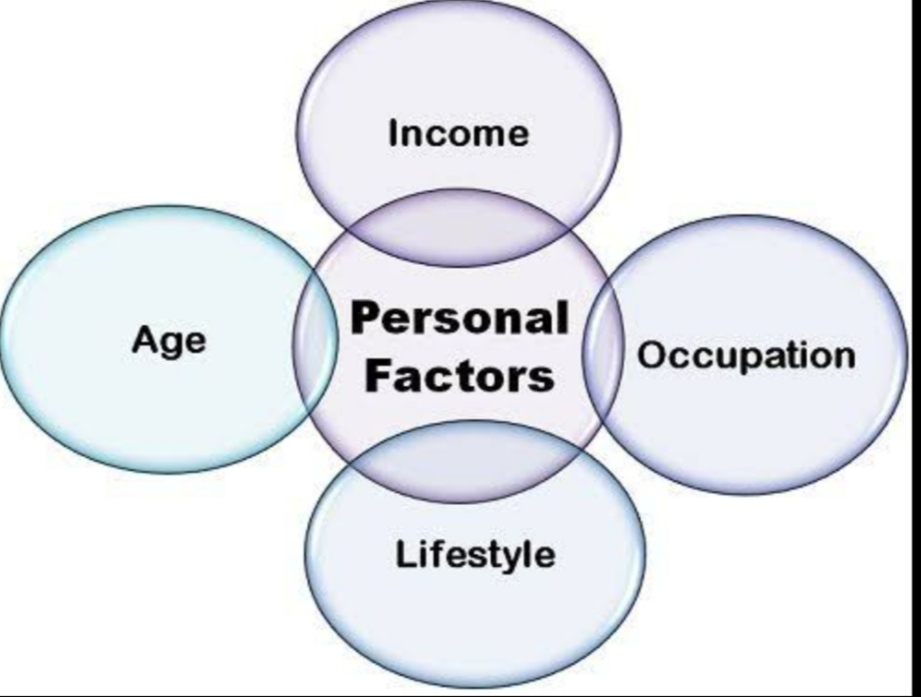 Income
Age
Personal
Factors
Occupation
Lifestyle